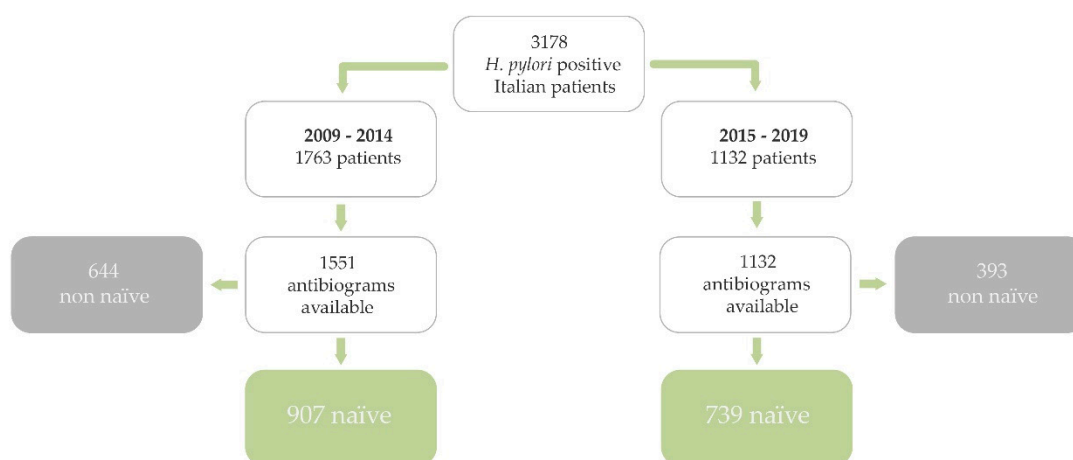 3178
H. pylori positive
Italian patients
2009 - 2014
1763 patients
2015 - 2019
1132 patients
644
non naïve
1551
antibiograms
available
1132
antibiograms
available
393
non naïve
907 naïve
739 naïve